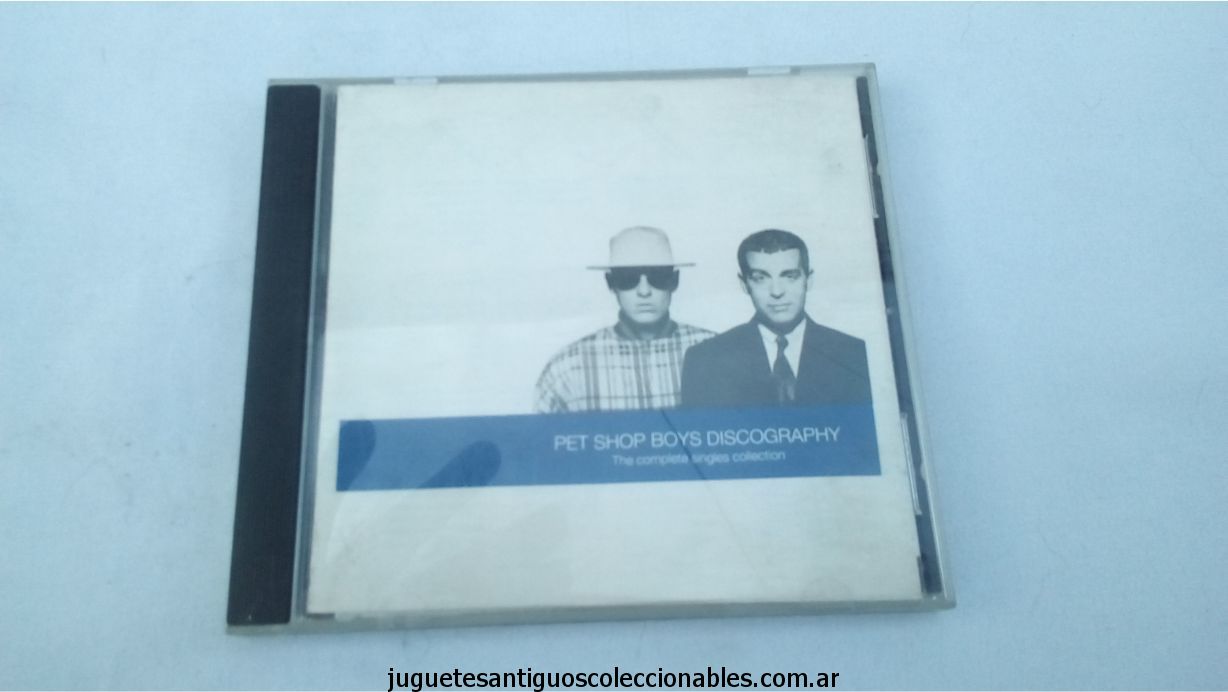 PET SHOP BOYS DISCOGRAPHY
The complete singles collection
juguetesantiguoscoleccionables.com.ar